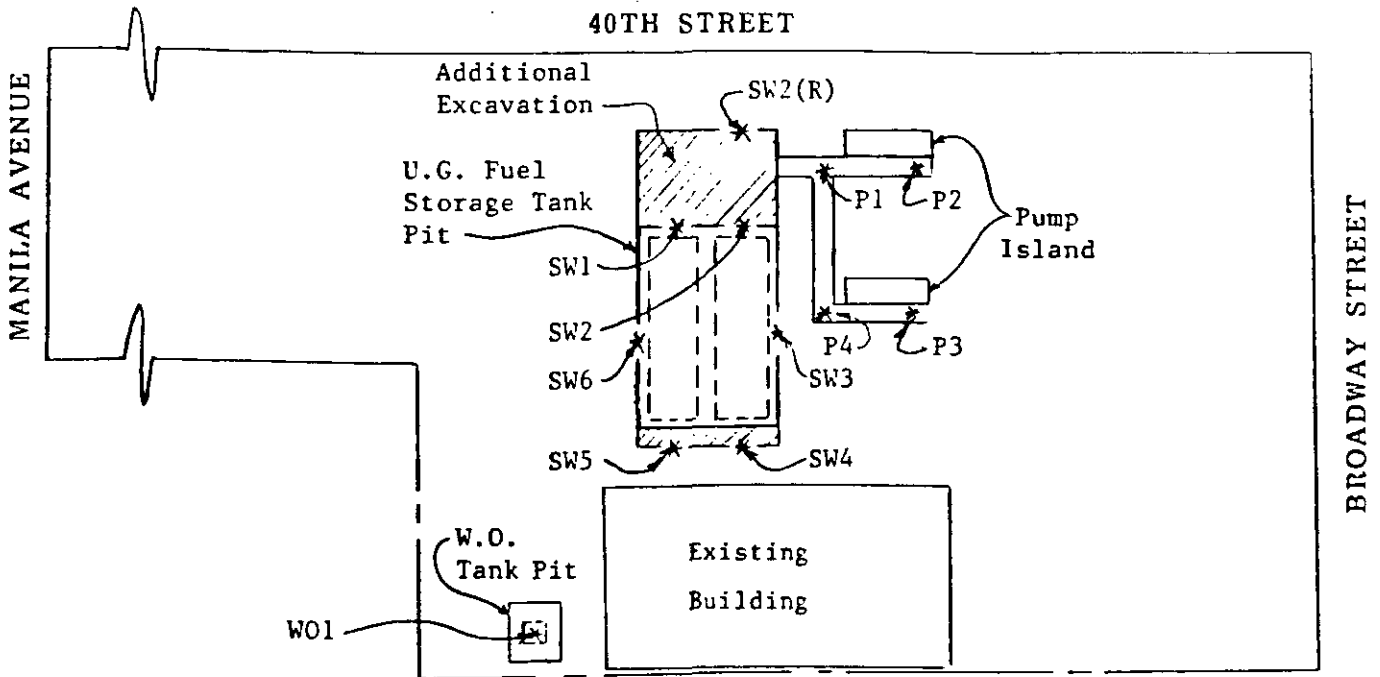 40TH STREET
MANILA AVENUE
Additional
Excavation
SW2(R)
U.G. Fuel
Storage Tank
Pit
P1
P2
Pump
Island
BROADWAY STREET
SW1
SW2
P4
P3
SW6
SW3
SW5
SW4
W.O.
Tank Pit
Existing
Building
WO1